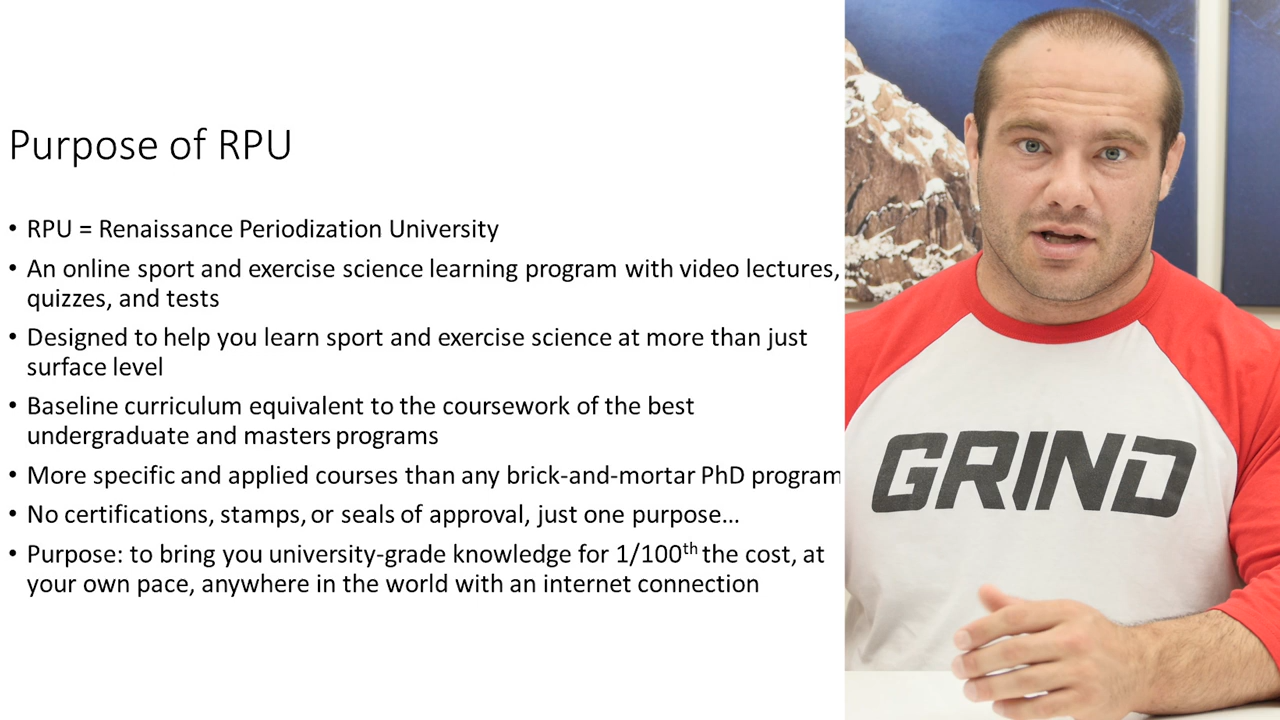 Purpose of RPU
• RPU = Renaissance Periodization University
• An online sport and exercise science learning program with video lectures,
quizzes, and tests
• Designed to help you learn sport and exercise science at more than just
surface level
• Baseline curriculum equivalent to the coursework of the best
undergraduate and masters programs
• More specific and applied courses than any brick-and-mortar PhD program
• No certifications, stamps, or seals of approval, just one purpose...
• Purpose: to bring you university-grade knowledge for 1/100th the cost, at
your own pace, anywhere in the world with an internet connection
GRIND